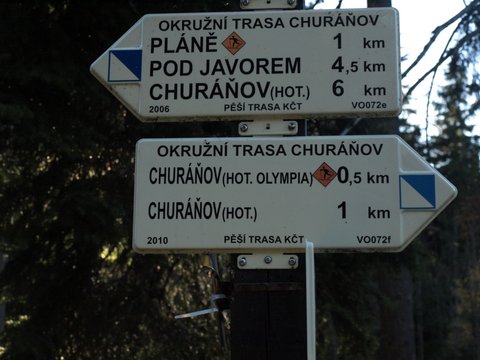 OKRUŽNÍ TRASA CHURÁŇOV
PLÁNĚ 1 km
POD JAVOREM 4,5 km
CHURÁŇOV (HOT.) 6 km
2006 PĚŠÍ TRASA KČT VO072e
OKRUŽNÍ TRASA CHURÁŇOV
CHURÁŇOV (HOT. OLYMPIA) 0,5 km
CHURÁŇOV (HOT.) 1 km
2010 PĚŠÍ TRASA KČT VO072f